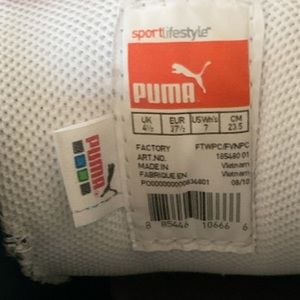 sportlifestyle
PUMA
UK EUR US Wn's CM
4½ 37½ 7 23.5
FACTORY FTWPC/FVNPC
ART.NO. 185480 01
MADE IN Vietnam
FABRIQUE EN Vietnam
08/10
8 85446 10666 6
PUMA